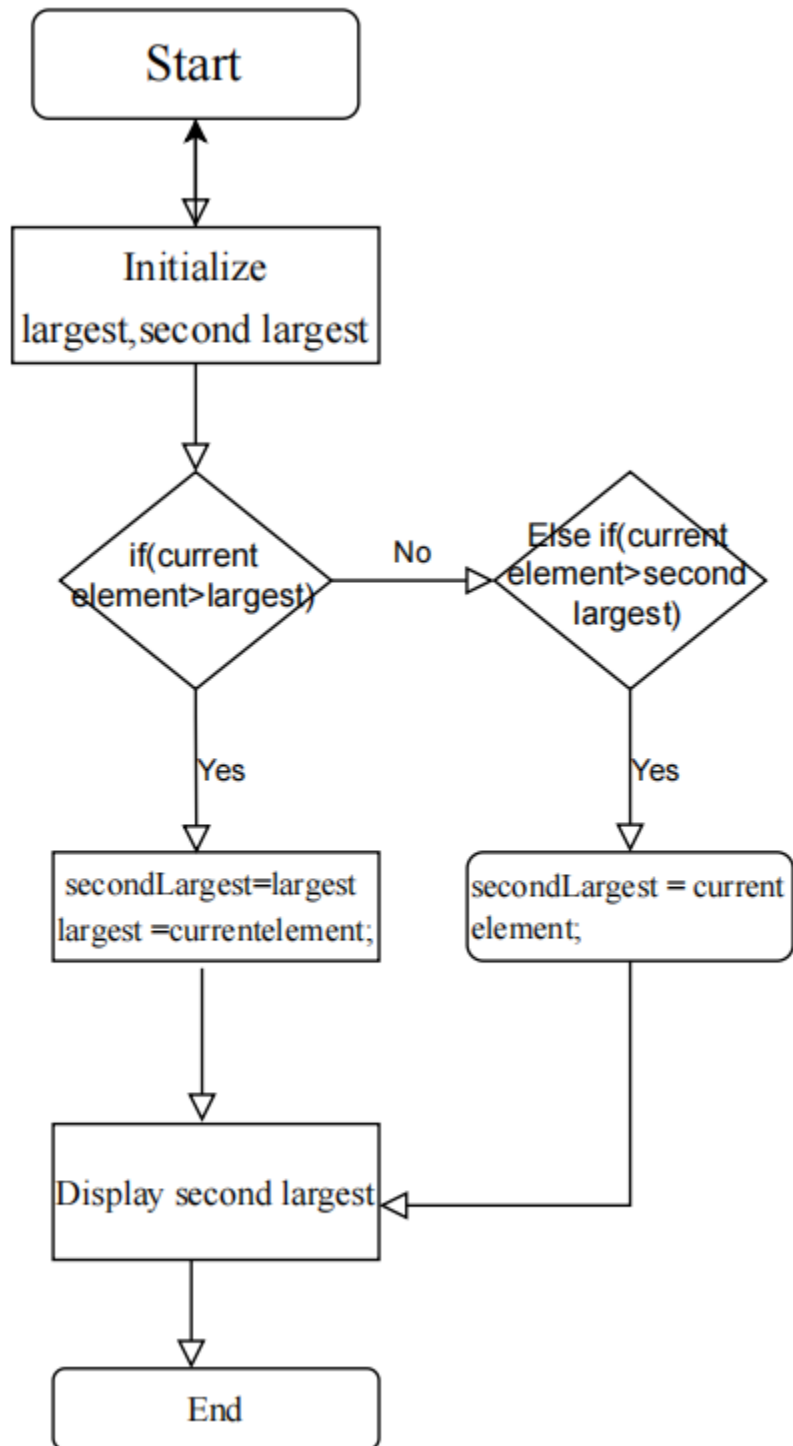 Start
Initialize
largest,second largest
if(current
element>largest)
No
Else if(current
element>second
largest)
Yes
Yes
secondLargest=largest
largest =currentelement;
secondLargest = current
element;
Display second largest
End